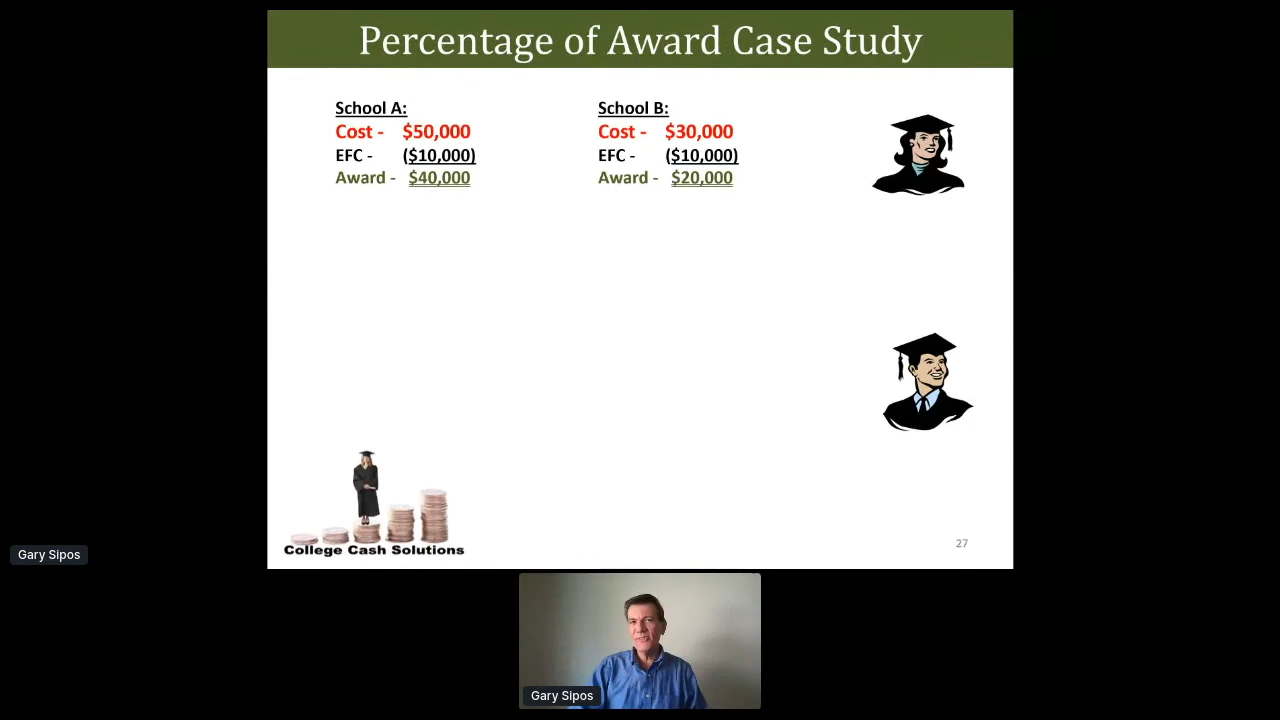 Percentage of Award Case Study
School A:
Cost - $50,000
EFC - ($10,000)
Award - $40,000
School B:
Cost - $30,000
EFC - ($10,000)
Award - $20,000
College Cash Solutions
27
Gary Sipos
Gary Sipos